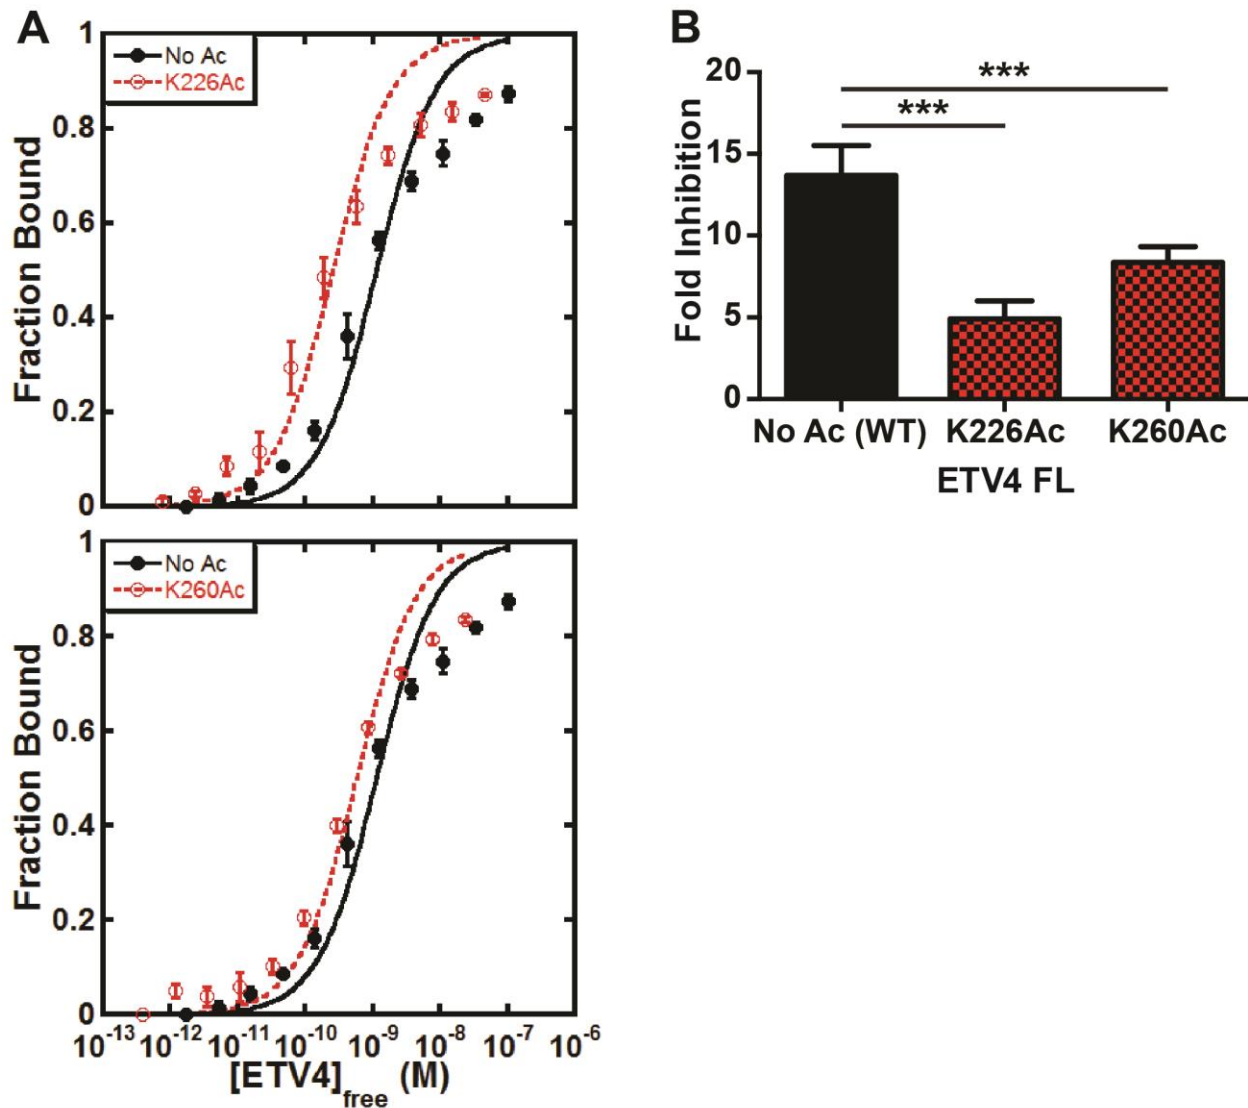 A
No Ac
K226Ac
1
0.8
0.6
0.4
0.2
0
Fraction Bound
No Ac
K260Ac
1
0.8
0.6
0.4
0.2
0
Fraction Bound
10-13 10-12 10-11 10-10 10-9 10-8 10-7 10-6
[ETV4]free (M)
B
20
15
10
5
0
Fold Inhibition
***
***
No Ac (WT) K226Ac K260Ac
ETV4 FL